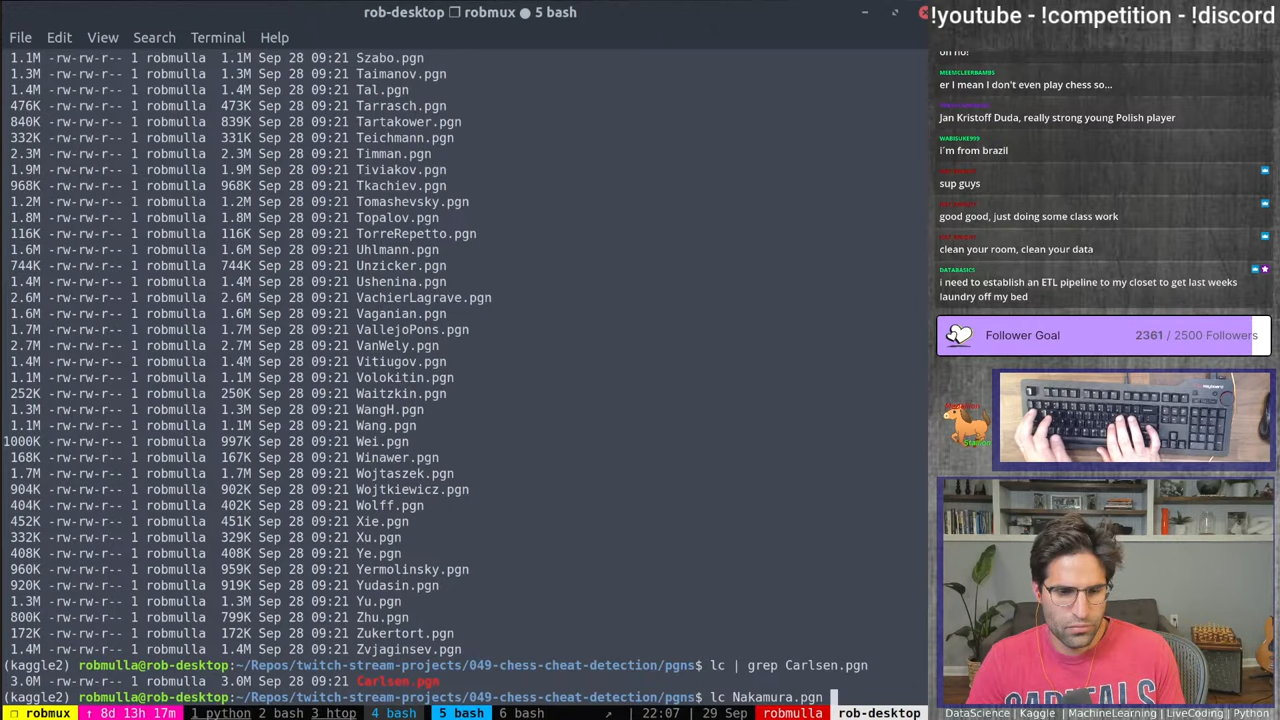 rob-desktop ❐ robmux ● 5 bash
File Edit View Search Terminal Help
1.1M -rw-rw-r-- 1 robmulla 1.1M Sep 28 09:21 Szabo.pgn
1.3M -rw-rw-r-- 1 robmulla 1.3M Sep 28 09:21 Taimanov.pgn
1.4M -rw-rw-r-- 1 robmulla 1.4M Sep 28 09:21 Tal.pgn
476K -rw-rw-r-- 1 robmulla 473K Sep 28 09:21 Tarrasch.pgn
840K -rw-rw-r-- 1 robmulla 839K Sep 28 09:21 Tartakower.pgn
332K -rw-rw-r-- 1 robmulla 331K Sep 28 09:21 Teichmann.pgn
2.3M -rw-rw-r-- 1 robmulla 2.3M Sep 28 09:21 Timman.pgn
1.9M -rw-rw-r-- 1 robmulla 1.9M Sep 28 09:21 Tiviakov.pgn
968K -rw-rw-r-- 1 robmulla 968K Sep 28 09:21 Tkachiev.pgn
1.2M -rw-rw-r-- 1 robmulla 1.2M Sep 28 09:21 Tomashevsky.pgn
1.8M -rw-rw-r-- 1 robmulla 1.8M Sep 28 09:21 Topalov.pgn
116K -rw-rw-r-- 1 robmulla 116K Sep 28 09:21 TorreRepetto.pgn
1.6M -rw-rw-r-- 1 robmulla 1.6M Sep 28 09:21 Uhlmann.pgn
744K -rw-rw-r-- 1 robmulla 744K Sep 28 09:21 Unzicker.pgn
1.4M -rw-rw-r-- 1 robmulla 1.4M Sep 28 09:21 Ushenina.pgn
2.6M -rw-rw-r-- 1 robmulla 2.6M Sep 28 09:21 VachierLagrave.pgn
1.6M -rw-rw-r-- 1 robmulla 1.6M Sep 28 09:21 Vaganian.pgn
1.7M -rw-rw-r-- 1 robmulla 1.7M Sep 28 09:21 VallejoPons.pgn
2.7M -rw-rw-r-- 1 robmulla 2.7M Sep 28 09:21 VanWely.pgn
1.4M -rw-rw-r-- 1 robmulla 1.4M Sep 28 09:21 Vitiugov.pgn
1.1M -rw-rw-r-- 1 robmulla 1.1M Sep 28 09:21 Volokitin.pgn
252K -rw-rw-r-- 1 robmulla 250K Sep 28 09:21 Waitzkin.pgn
1.3M -rw-rw-r-- 1 robmulla 1.3M Sep 28 09:21 WangH.pgn
1.1M -rw-rw-r-- 1 robmulla 1.1M Sep 28 09:21 Wang.pgn
1000K -rw-rw-r-- 1 robmulla 997K Sep 28 09:21 Wei.pgn
168K -rw-rw-r-- 1 robmulla 167K Sep 28 09:21 Winawer.pgn
1.7M -rw-rw-r-- 1 robmulla 1.7M Sep 28 09:21 Wojtaszek.pgn
904K -rw-rw-r-- 1 robmulla 902K Sep 28 09:21 Wojtkiewicz.pgn
404K -rw-rw-r-- 1 robmulla 402K Sep 28 09:21 Wolff.pgn
452K -rw-rw-r-- 1 robmulla 451K Sep 28 09:21 Xie.pgn
332K -rw-rw-r-- 1 robmulla 329K Sep 28 09:21 Xu.pgn
408K -rw-rw-r-- 1 robmulla 408K Sep 28 09:21 Ye.pgn
960K -rw-rw-r-- 1 robmulla 959K Sep 28 09:21 Yermolinsky.pgn
920K -rw-rw-r-- 1 robmulla 919K Sep 28 09:21 Yudasin.pgn
1.3M -rw-rw-r-- 1 robmulla 1.3M Sep 28 09:21 Yu.pgn
800K -rw-rw-r-- 1 robmulla 799K Sep 28 09:21 Zhu.pgn
172K -rw-rw-r-- 1 robmulla 172K Sep 28 09:21 Zukertort.pgn
1.4M -rw-rw-r-- 1 robmulla 1.4M Sep 28 09:21 Zvjaginsev.pgn
(kaggle2) robmulla@rob-desktop:~/Repos/twitch-stream-projects/049-chess-cheat-detection/pgns$ lc | grep Carlsen.pgn
3.0M -rw-rw-r-- 1 robmulla 3.0M Sep 28 09:21 Carlsen.pgn
(kaggle2) robmulla@rob-desktop:~/Repos/twitch-stream-projects/049-chess-cheat-detection/pgns$ lc Nakamura.pgn
❐ robmux ↑ 8d 13h 17m 1 python 2 bash 3 htop 4 bash 5 bash 6 bash ↗ 22:07 29 Sep robmulla rob-desktop
!youtube - !competition - !discord
oh no!
MEEMCLEERBAMBS
er I mean I don't even play chess so...
Jan Kristoff Duda, really strong young Polish player
WABISUKE999
i´m from brazil
sup guys
good good, just doing some class work
clean your room, clean your data
DATABASICS
i need to establish an ETL pipeline to my closet to get last weeks
laundry off my bed
Follower Goal 2361 / 2500 Followers
Stallion
CAPITALS
DataScience | Kaggle | MachineLearning | LiveCoding | Python